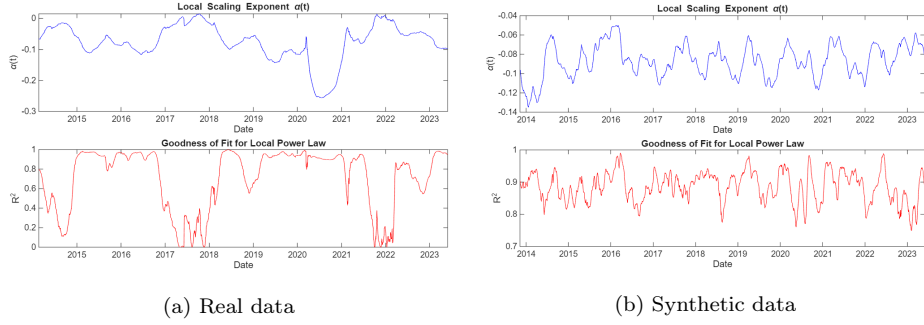 Local Scaling Exponent α(t)
0
-0.1
-0.2
-0.3
α(t)
2015 2016 2017 2018 2019 2020 2021 2022 2023
Date
Goodness of Fit for Local Power Law
1
0.8
0.6
0.4
0.2
0
R²
2015 2016 2017 2018 2019 2020 2021 2022 2023
Date
(a) Real data
Local Scaling Exponent α(t)
-0.04
-0.06
-0.08
-0.10
-0.12
-0.14
α(t)
2014 2015 2016 2017 2018 2019 2020 2021 2022 2023
Date
Goodness of Fit for Local Power Law
1.0
0.9
0.8
0.7
R²
2014 2015 2016 2017 2018 2019 2020 2021 2022 2023
Date
(b) Synthetic data